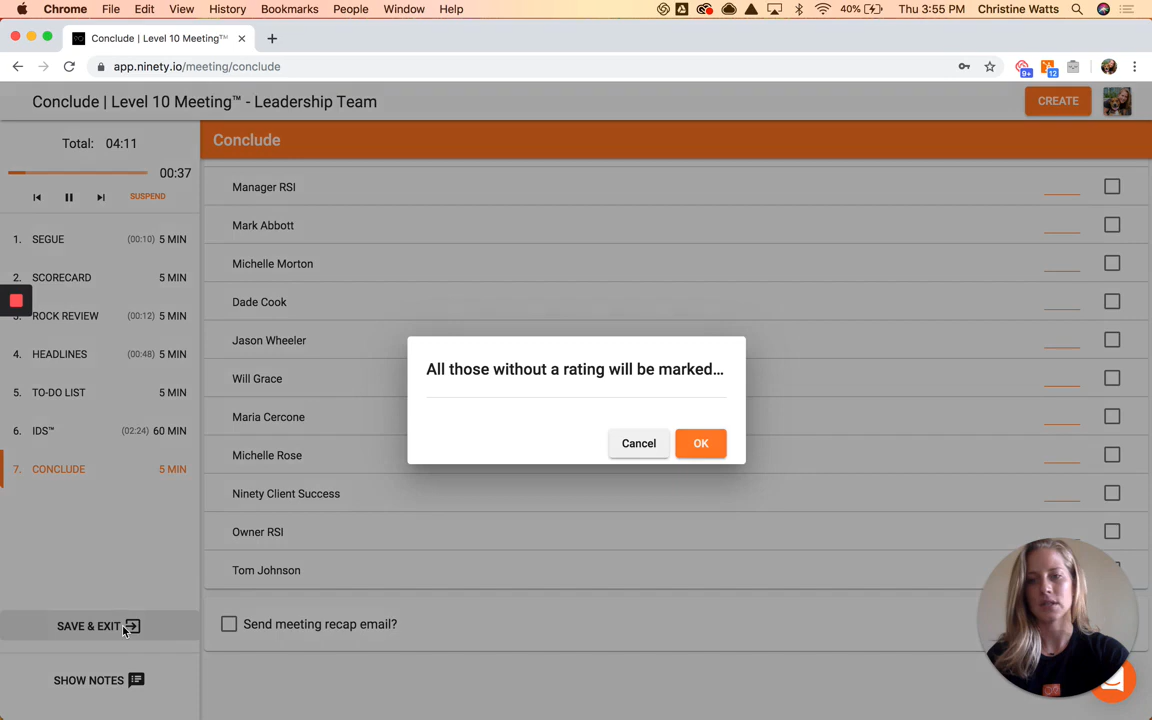 Chrome File Edit View History Bookmarks People Window Help 40% Thu 3:55 PM Christine Watts
Conclude | Level 10 Meeting™
app.ninety.io/meeting/conclude 9+ 12
Conclude | Level 10 Meeting™ - Leadership Team CREATE
Total: 04:11
00:37
SUSPEND
1. SEGUE (00:10) 5 MIN
2. SCORECARD 5 MIN
3. ROCK REVIEW (00:12) 5 MIN
4. HEADLINES (00:48) 5 MIN
5. TO-DO LIST 5 MIN
6. IDS™ (02:24) 60 MIN
7. CONCLUDE 5 MIN
SAVE & EXIT
SHOW NOTES
Conclude
Manager RSI
Mark Abbott
Michelle Morton
Dade Cook
Jason Wheeler
Will Grace
Maria Cercone
Michelle Rose
Ninety Client Success
Owner RSI
Tom Johnson
Send meeting recap email?
All those without a rating will be marked...
Cancel OK